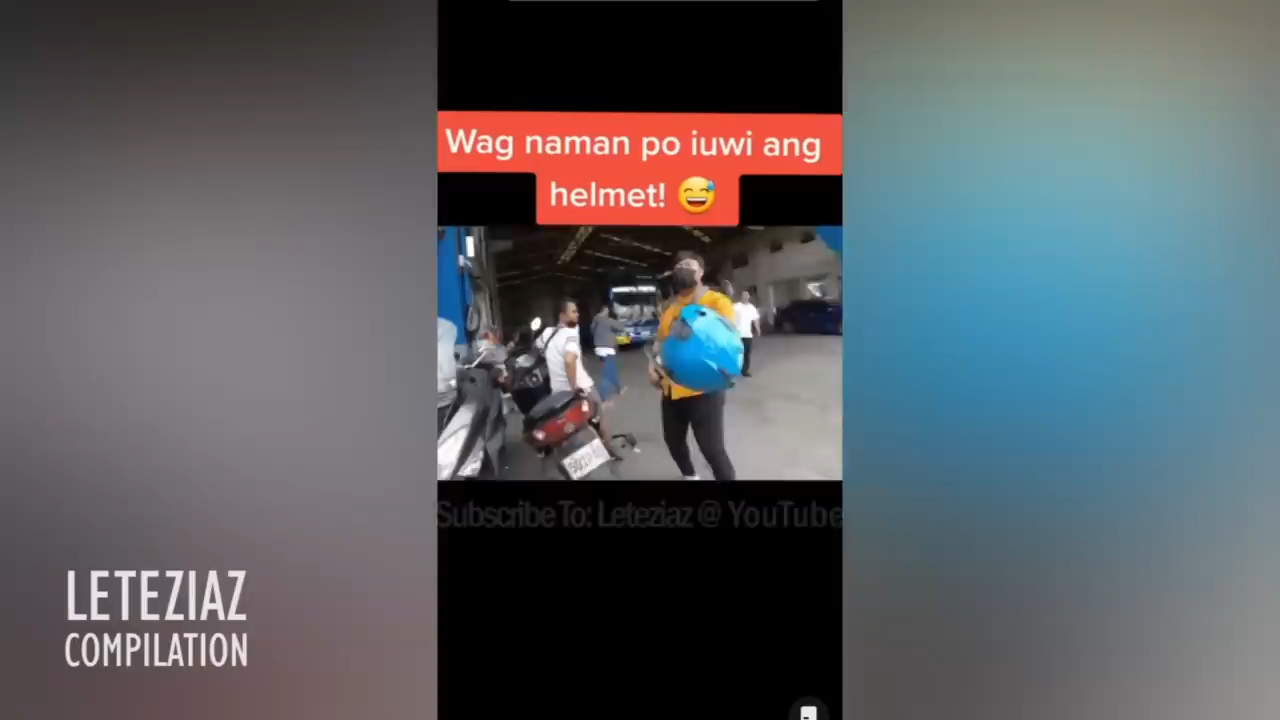 Wag naman po iuwi ang
helmet! 😅
Subscribe To: Leteziaz @ YouTube
LETEZIAZ
COMPILATION